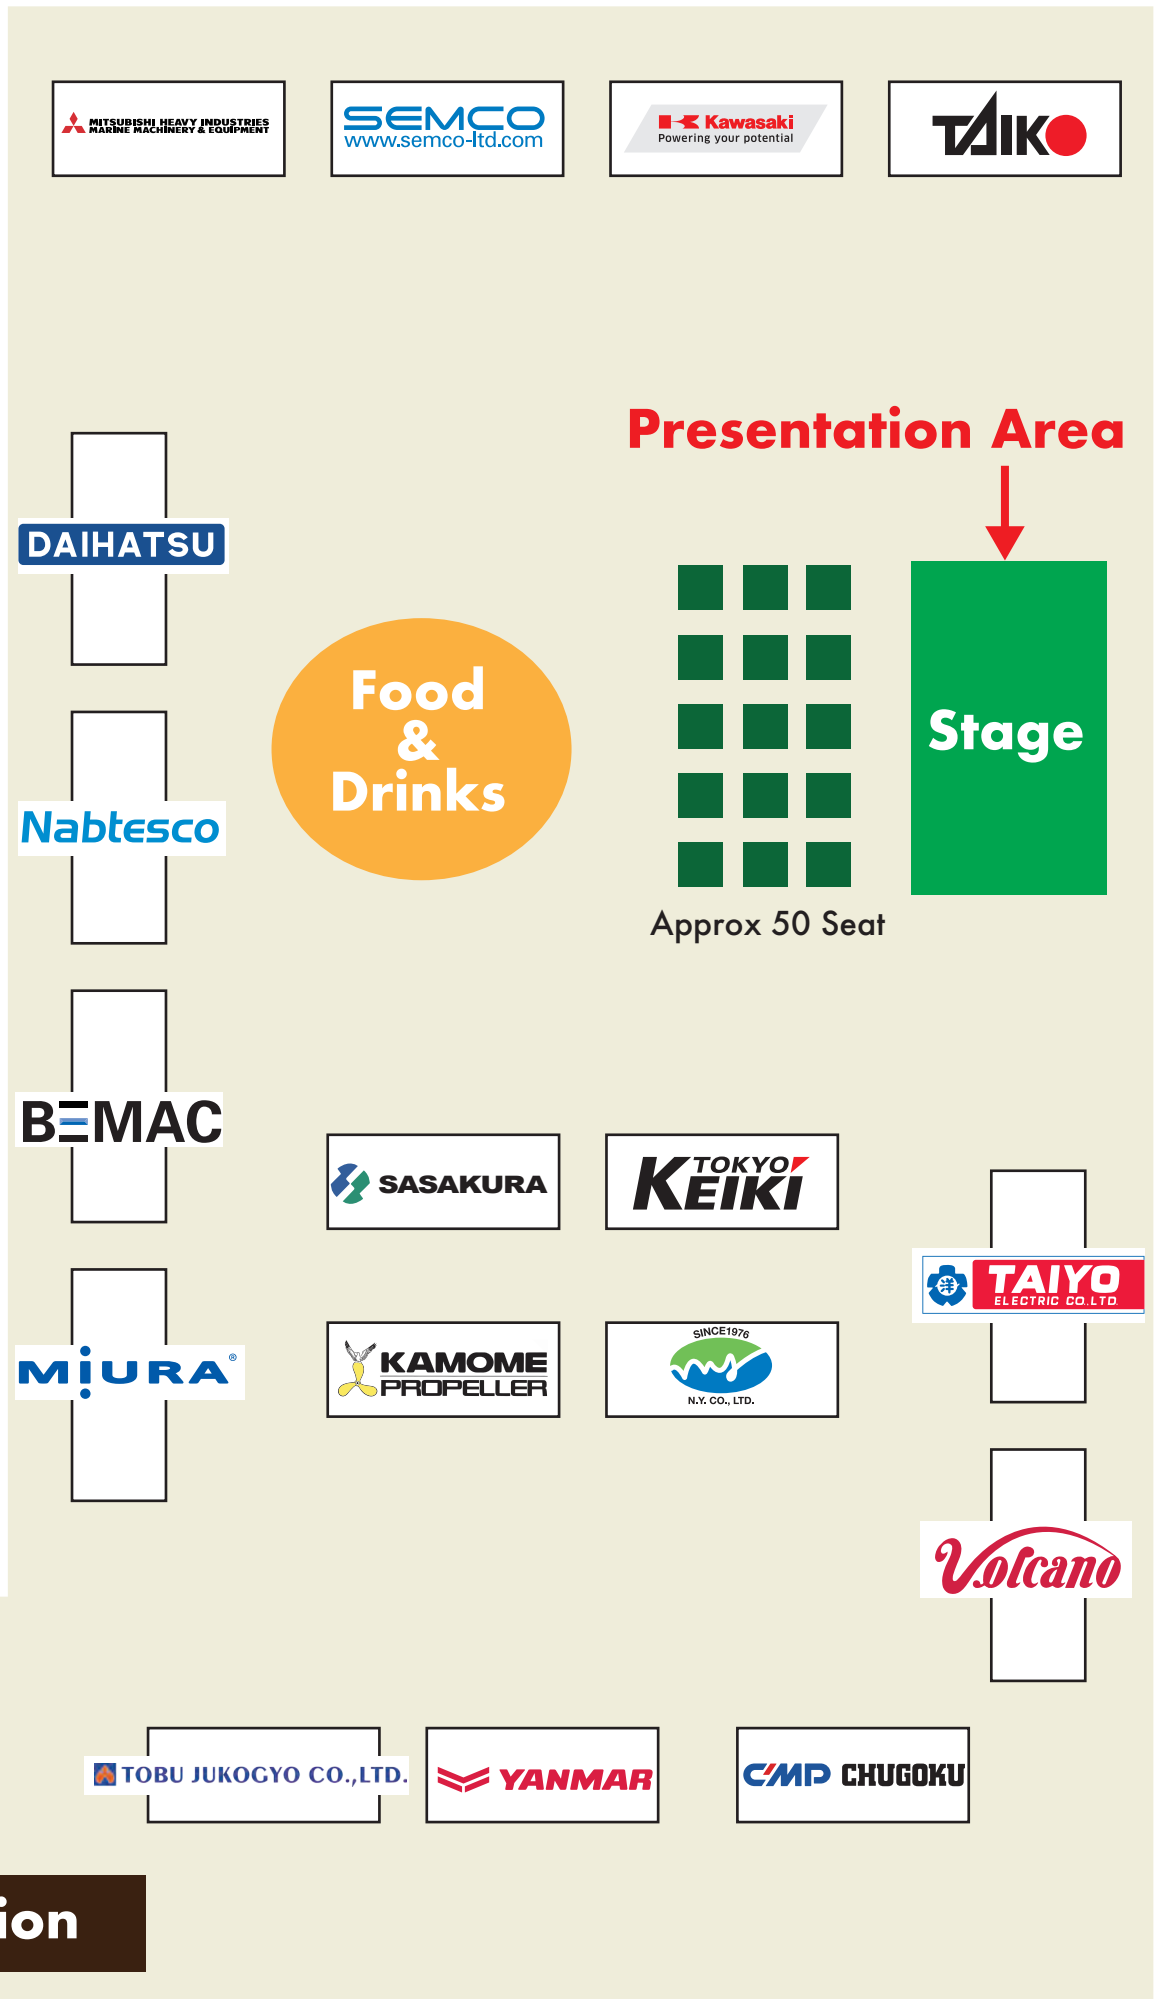 MITSUBISHI HEAVY INDUSTRIES
MARINE MACHINERY & EQUIPMENT
SEMCO
www.semco-ltd.com
Kawasaki
Powering your potential
TAIKO
Presentation Area
DAIHATSU
Food
&
Drinks
Stage
Nabtesco
Approx 50 Seat
BEMAC
SASAKURA
TOKYO
KEIKI
洋
TAIYO
ELECTRIC CO.,LTD.
MiURA®
KAMOME
PROPELLER
SINCE1976
ny
N.Y. CO., LTD.
Volcano
TOBU JUKOGYO CO.,LTD.
YANMAR
CMP CHUGOKU
ion